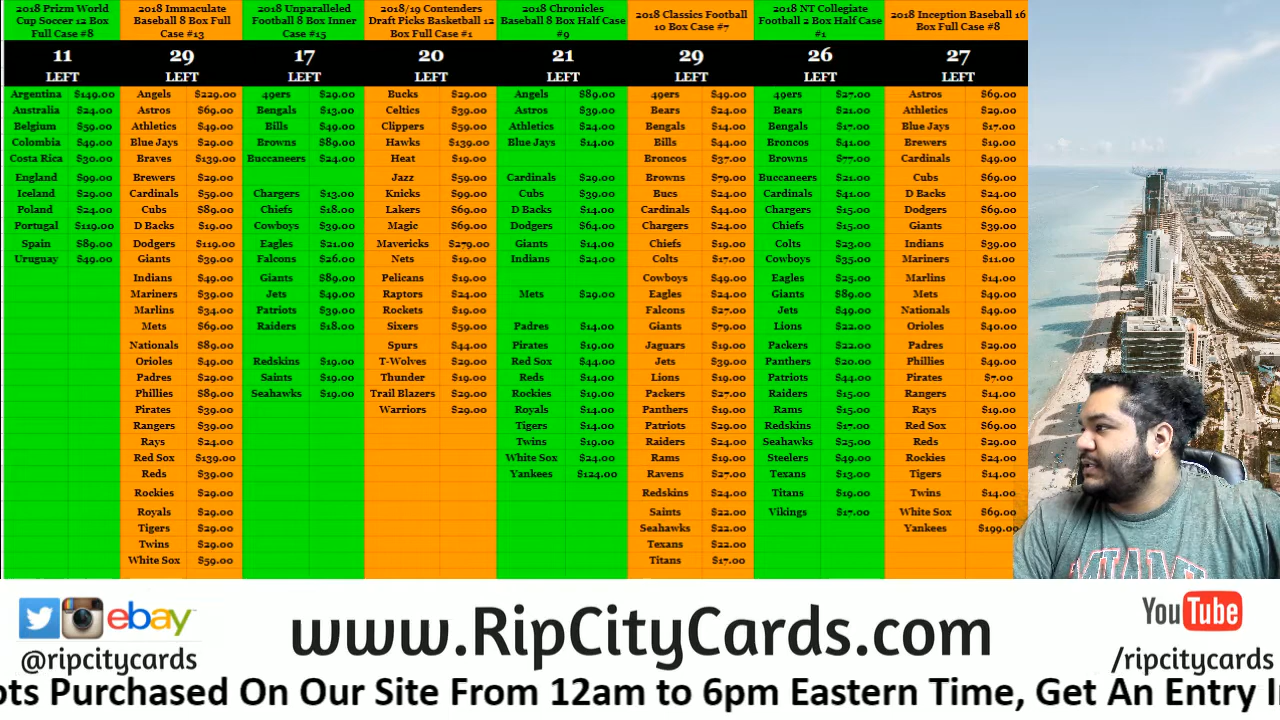 2018 Prizm World
Cup Soccer 12 Box
Full Case #8
11
LEFT
Argentina $149.00
Australia $24.00
Belgium $59.00
Colombia $49.00
Costa Rica $30.00
England $99.00
Iceland $29.00
Poland $24.00
Portugal $119.00
Spain $89.00
Uruguay $49.00
2018 Immaculate
Baseball 8 Box Full
Case #13
29
LEFT
Angels $229.00
Astros $69.00
Athletics $49.00
Blue Jays $29.00
Braves $139.00
Brewers $29.00
Cardinals $59.00
Cubs $89.00
D Backs $19.00
Dodgers $119.00
Giants $39.00
Indians $49.00
Mariners $39.00
Marlins $34.00
Mets $69.00
Nationals $89.00
Orioles $49.00
Padres $29.00
Phillies $89.00
Pirates $39.00
Rangers $39.00
Rays $24.00
Red Sox $139.00
Reds $39.00
Rockies $29.00
Royals $29.00
Tigers $29.00
Twins $29.00
White Sox $59.00
2018 Unparalleled
Football 8 Box Inner
Case #15
17
LEFT
49ers $29.00
Bengals $13.00
Bills $49.00
Browns $89.00
Buccaneers $24.00
Chargers $13.00
Chiefs $18.00
Cowboys $39.00
Eagles $21.00
Falcons $26.00
Giants $89.00
Jets $49.00
Patriots $39.00
Raiders $18.00
Redskins $19.00
Saints $19.00
Seahawks $19.00
2018/19 Contenders
Draft Picks Basketball 12
Box Full Case #1
20
LEFT
Bucks $29.00
Celtics $39.00
Clippers $59.00
Hawks $139.00
Heat $19.00
Jazz $59.00
Knicks $99.00
Lakers $69.00
Magic $69.00
Mavericks $279.00
Nets $19.00
Pelicans $19.00
Raptors $24.00
Rockets $19.00
Sixers $59.00
Spurs $44.00
T-Wolves $29.00
Thunder $19.00
Trail Blazers $29.00
Warriors $29.00
2018 Chronicles
Baseball 8 Box Half Case
#9
21
LEFT
Angels $89.00
Astros $39.00
Athletics $24.00
Blue Jays $14.00
Cardinals $29.00
Cubs $39.00
D Backs $14.00
Dodgers $64.00
Giants $14.00
Indians $24.00
Mets $29.00
Padres $14.00
Pirates $19.00
Red Sox $44.00
Reds $14.00
Rockies $19.00
Royals $14.00
Tigers $14.00
Twins $19.00
White Sox $24.00
Yankees $124.00
2018 Classics Football
10 Box Case #7
29
LEFT
49ers $49.00
Bears $24.00
Bengals $14.00
Bills $44.00
Broncos $37.00
Browns $79.00
Bucs $24.00
Cardinals $44.00
Chargers $24.00
Chiefs $19.00
Colts $17.00
Cowboys $49.00
Eagles $24.00
Falcons $27.00
Giants $79.00
Jaguars $19.00
Jets $39.00
Lions $19.00
Packers $27.00
Panthers $19.00
Patriots $29.00
Raiders $24.00
Rams $19.00
Ravens $27.00
Redskins $24.00
Saints $22.00
Seahawks $22.00
Texans $22.00
Titans $17.00
2018 NT Collegiate
Football 2 Box Half Case
#1
26
LEFT
49ers $27.00
Bears $21.00
Bengals $17.00
Broncos $41.00
Browns $77.00
Buccaneers $21.00
Cardinals $41.00
Chargers $15.00
Chiefs $15.00
Colts $23.00
Cowboys $35.00
Eagles $25.00
Giants $89.00
Jets $49.00
Lions $22.00
Packers $22.00
Panthers $20.00
Patriots $44.00
Raiders $15.00
Rams $15.00
Redskins $17.00
Seahawks $25.00
Steelers $49.00
Texans $13.00
Titans $19.00
Vikings $17.00
2018 Inception Baseball 16
Box Full Case #8
27
LEFT
Astros $69.00
Athletics $29.00
Blue Jays $17.00
Brewers $19.00
Cardinals $49.00
Cubs $69.00
D Backs $24.00
Dodgers $69.00
Giants $39.00
Indians $39.00
Mariners $11.00
Marlins $14.00
Mets $49.00
Nationals $49.00
Orioles $40.00
Padres $29.00
Phillies $49.00
Pirates $7.00
Rangers $14.00
Rays $19.00
Red Sox $69.00
Reds $29.00
Rockies $24.00
Tigers $14.00
Twins $14.00
White Sox $69.00
Yankees $199.00
MIAMI
ebay
@ripcitycards
www.RipCityCards.com
YouTube
/ripcitycards
ots Purchased On Our Site From 12am to 6pm Eastern Time, Get An Entry I